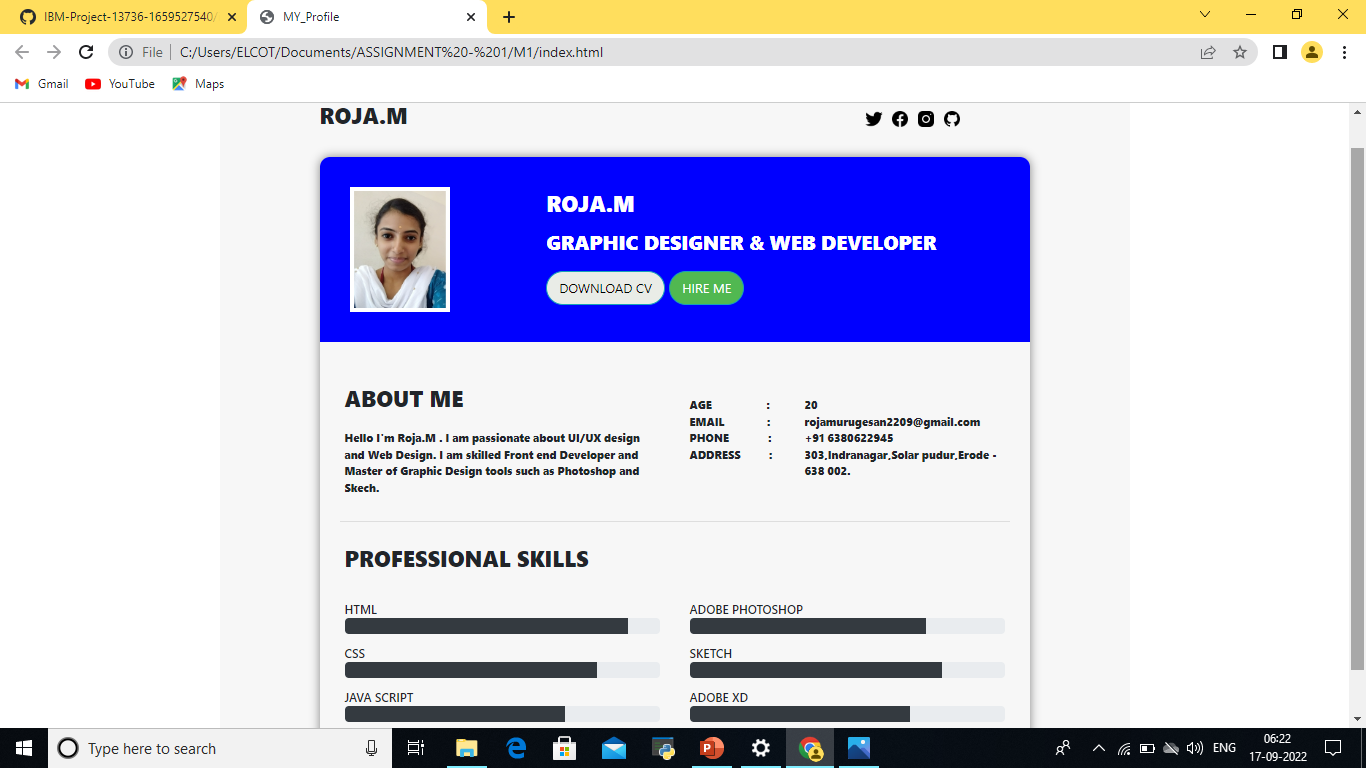 IBM-Project-13736-1659527540/
MY_Profile
File
C:/Users/ELCOT/Documents/ASSIGNMENT%20-%201/M1/index.html
Gmail
YouTube
Maps
ROJA.M
ROJA.M
GRAPHIC DESIGNER & WEB DEVELOPER
DOWNLOAD CV
HIRE ME
ABOUT ME
Hello I'm Roja.M . I am passionate about UI/UX design
and Web Design. I am skilled Front end Developer and
Master of Graphic Design tools such as Photoshop and
Skech.
AGE : 20
EMAIL : rojamurugesan2209@gmail.com
PHONE : +91 6380622945
ADDRESS : 303,Indranagar,Solar pudur,Erode -
638 002.
PROFESSIONAL SKILLS
HTML
CSS
JAVA SCRIPT
ADOBE PHOTOSHOP
SKETCH
ADOBE XD
Type here to search
ENG
06:22
17-09-2022